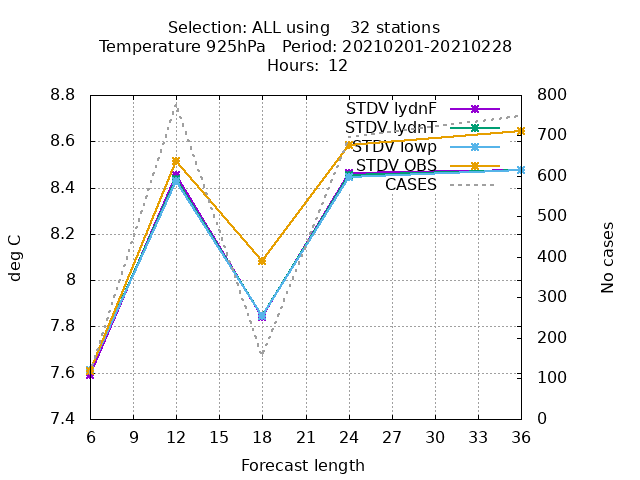 Selection: ALL using    32 stations
Temperature 925hPa   Period: 20210201-20210228
Hours: 12
STDV lydnF
STDV lydnT
STDV lowp
STDV OBS
CASES
8.8
8.6
8.4
8.2
8
7.8
7.6
7.4
800
700
600
500
400
300
200
100
0
deg C
No cases
6 9 12 15 18 21 24 27 30 33 36
Forecast length